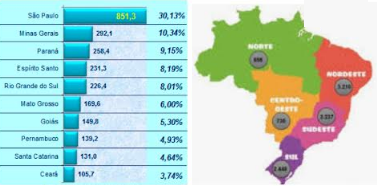 São Paulo 851,3 30,13%
Minas Gerais 292,1 10,34%
Paraná 258,4 9,15%
Espírito Santo 231,3 8,19%
Rio Grande do Sul 226,4 8,01%
Mato Grosso 169,6 6,00%
Goiás 149,8 5,30%
Pernambuco 139,2 4,93%
Santa Catarina 131,0 4,64%
Ceará 105,7 3,74%
NORTE
NORDESTE
CENTRO-
OESTE
SUDESTE
SUL